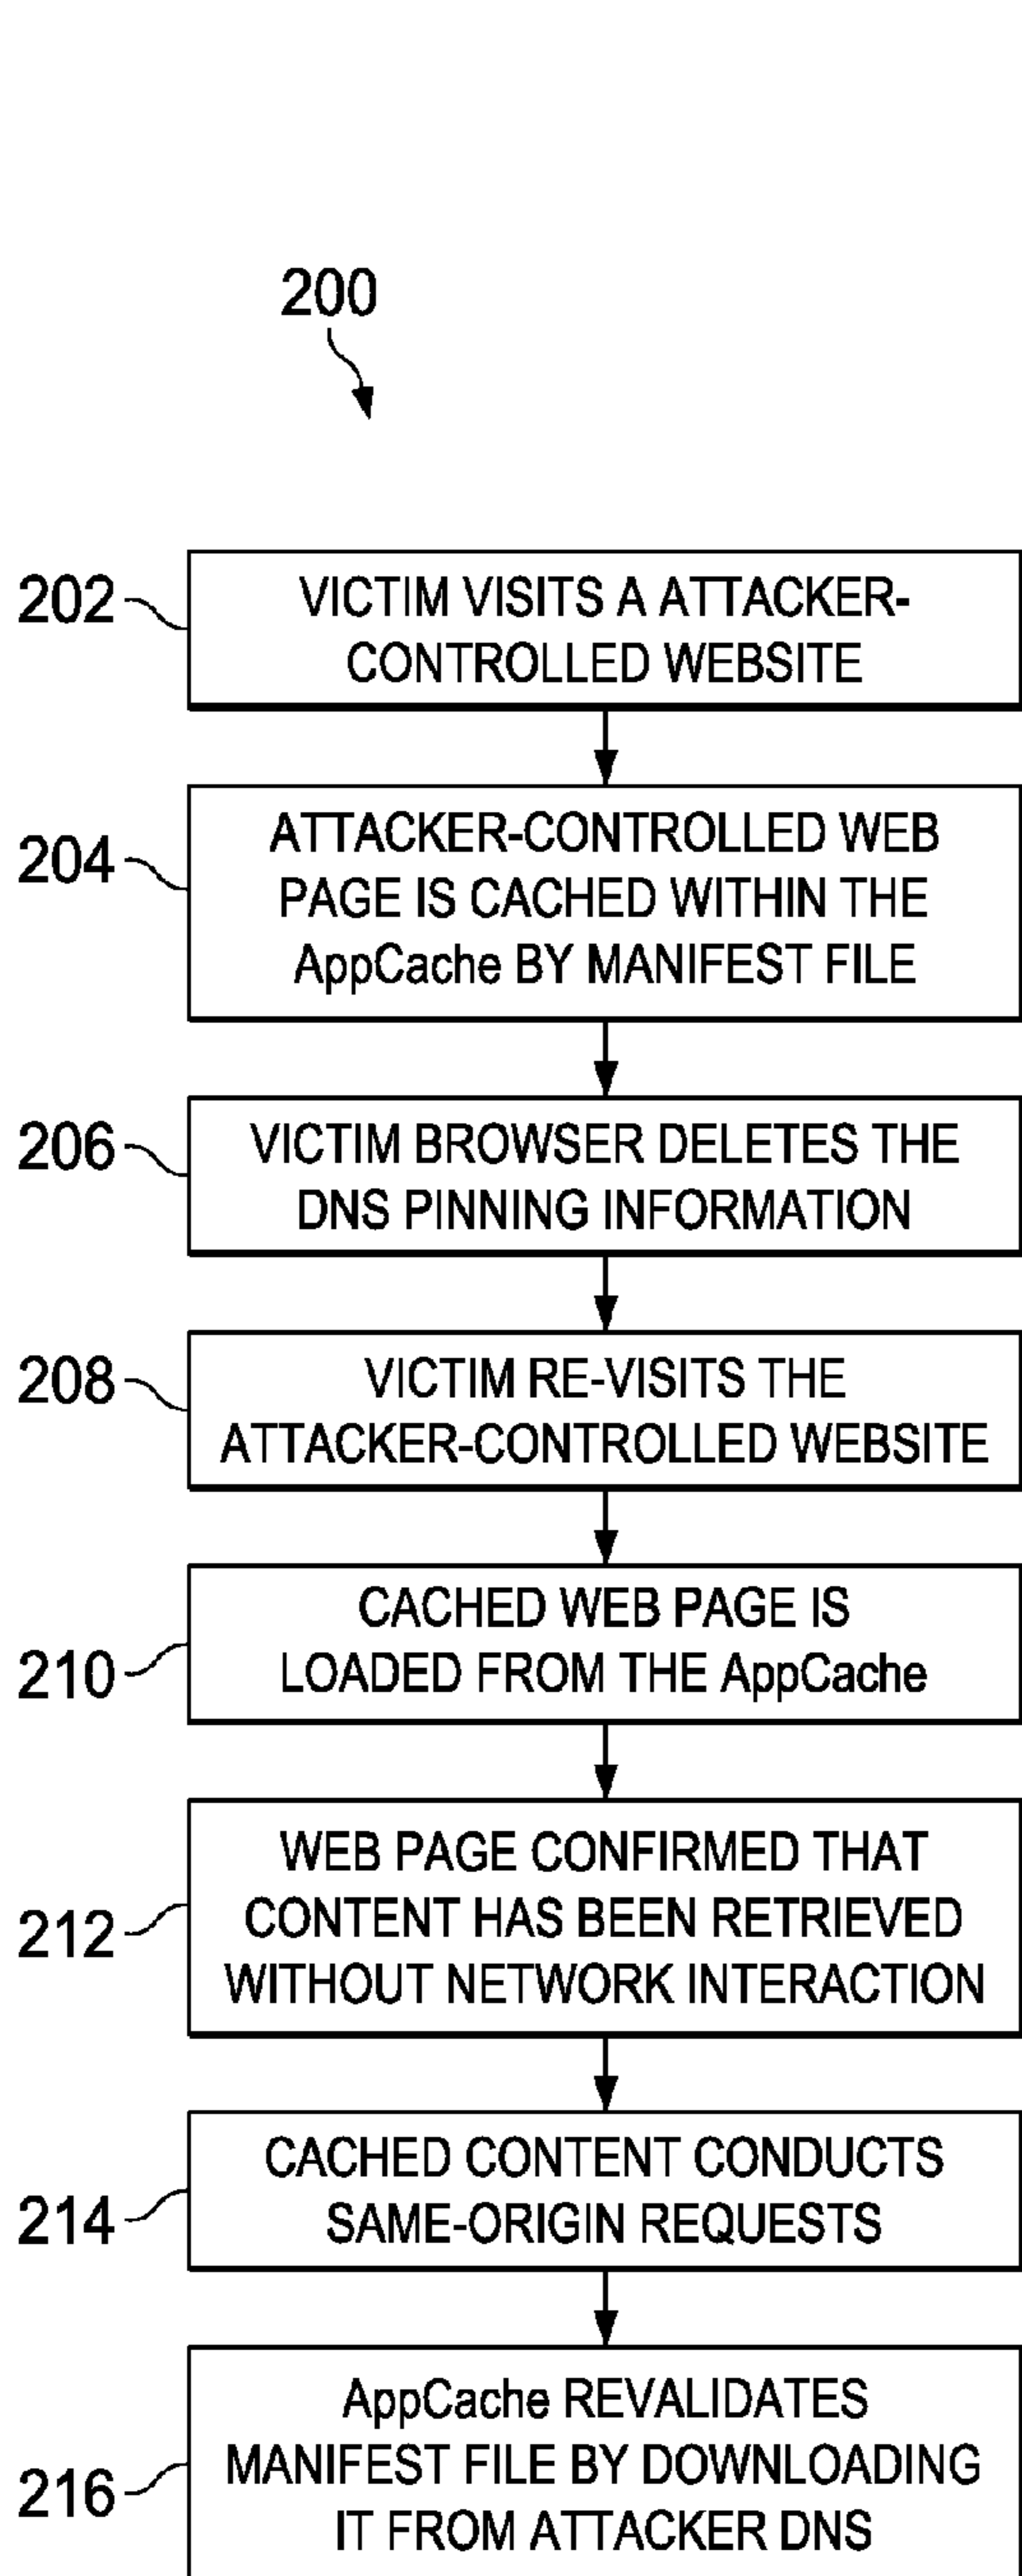 200
202
VICTIM VISITS A ATTACKER-
CONTROLLED WEBSITE
204
ATTACKER-CONTROLLED WEB
PAGE IS CACHED WITHIN THE
AppCache BY MANIFEST FILE
206
VICTIM BROWSER DELETES THE
DNS PINNING INFORMATION
208
VICTIM RE-VISITS THE
ATTACKER-CONTROLLED WEBSITE
210
CACHED WEB PAGE IS
LOADED FROM THE AppCache
212
WEB PAGE CONFIRMED THAT
CONTENT HAS BEEN RETRIEVED
WITHOUT NETWORK INTERACTION
214
CACHED CONTENT CONDUCTS
SAME-ORIGIN REQUESTS
216
AppCache REVALIDATES
MANIFEST FILE BY DOWNLOADING
IT FROM ATTACKER DNS